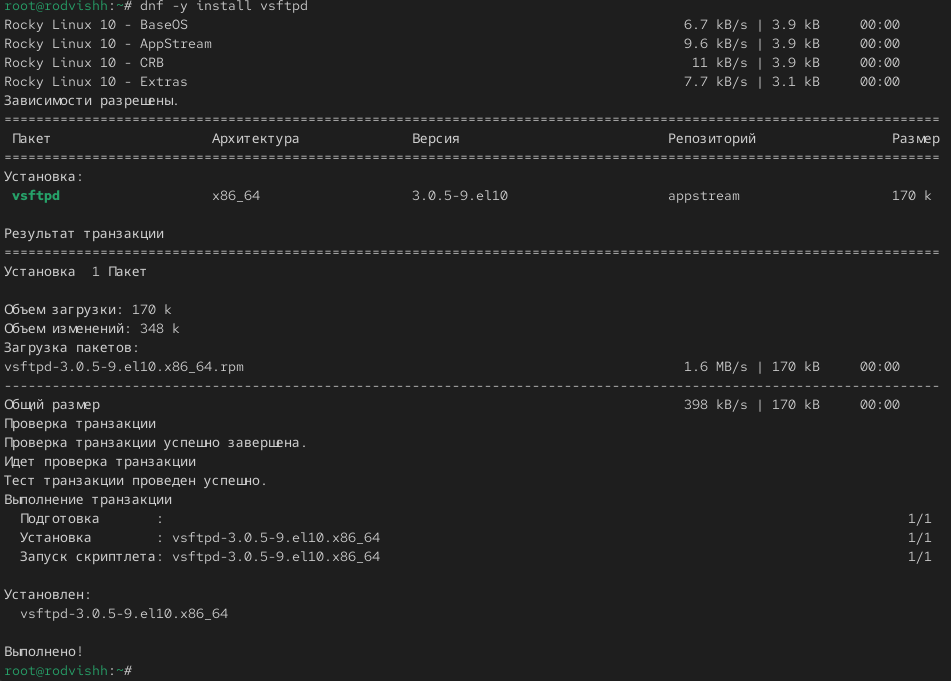 root@rodvishh:~# dnf -y install vsftpd
Rocky Linux 10 - BaseOS 6.7 kB/s | 3.9 kB 00:00
Rocky Linux 10 - AppStream 9.6 kB/s | 3.9 kB 00:00
Rocky Linux 10 - CRB 11 kB/s | 3.9 kB 00:00
Rocky Linux 10 - Extras 7.7 kB/s | 3.1 kB 00:00
Зависимости разрешены.
================================================================================
Пакет Архитектура Версия Репозиторий Размер
================================================================================
Установка:
vsftpd x86_64 3.0.5-9.el10 appstream 170 k

Результат транзакции
================================================================================
Установка 1 Пакет

Объем загрузки: 170 k
Объем изменений: 348 k
Загрузка пакетов:
vsftpd-3.0.5-9.el10.x86_64.rpm 1.6 MB/s | 170 kB 00:00
--------------------------------------------------------------------------------
Общий размер 398 kB/s | 170 kB 00:00
Проверка транзакции
Проверка транзакции успешно завершена.
Идет проверка транзакции
Тест транзакции проведен успешно.
Выполнение транзакции
Подготовка : 1/1
Установка : vsftpd-3.0.5-9.el10.x86_64 1/1
Запуск скриптлета: vsftpd-3.0.5-9.el10.x86_64 1/1

Установлен:
vsftpd-3.0.5-9.el10.x86_64

Выполнено!
root@rodvishh:~#